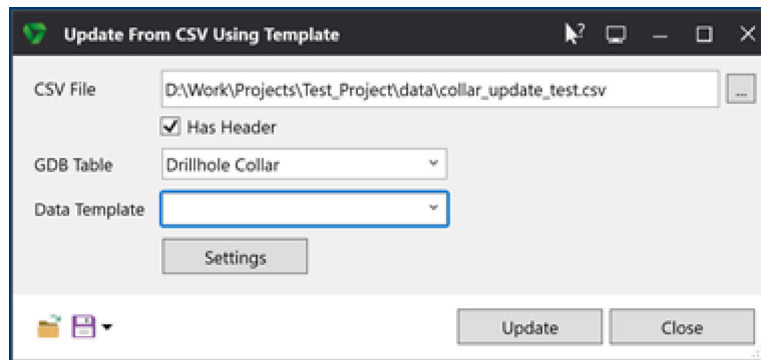 Update From CSV Using Template
CSV File D:\Work\Projects\Test_Project\data\collar_update_test.csv ...
Has Header
GDB Table Drillhole Collar
Data Template
Settings
Update Close